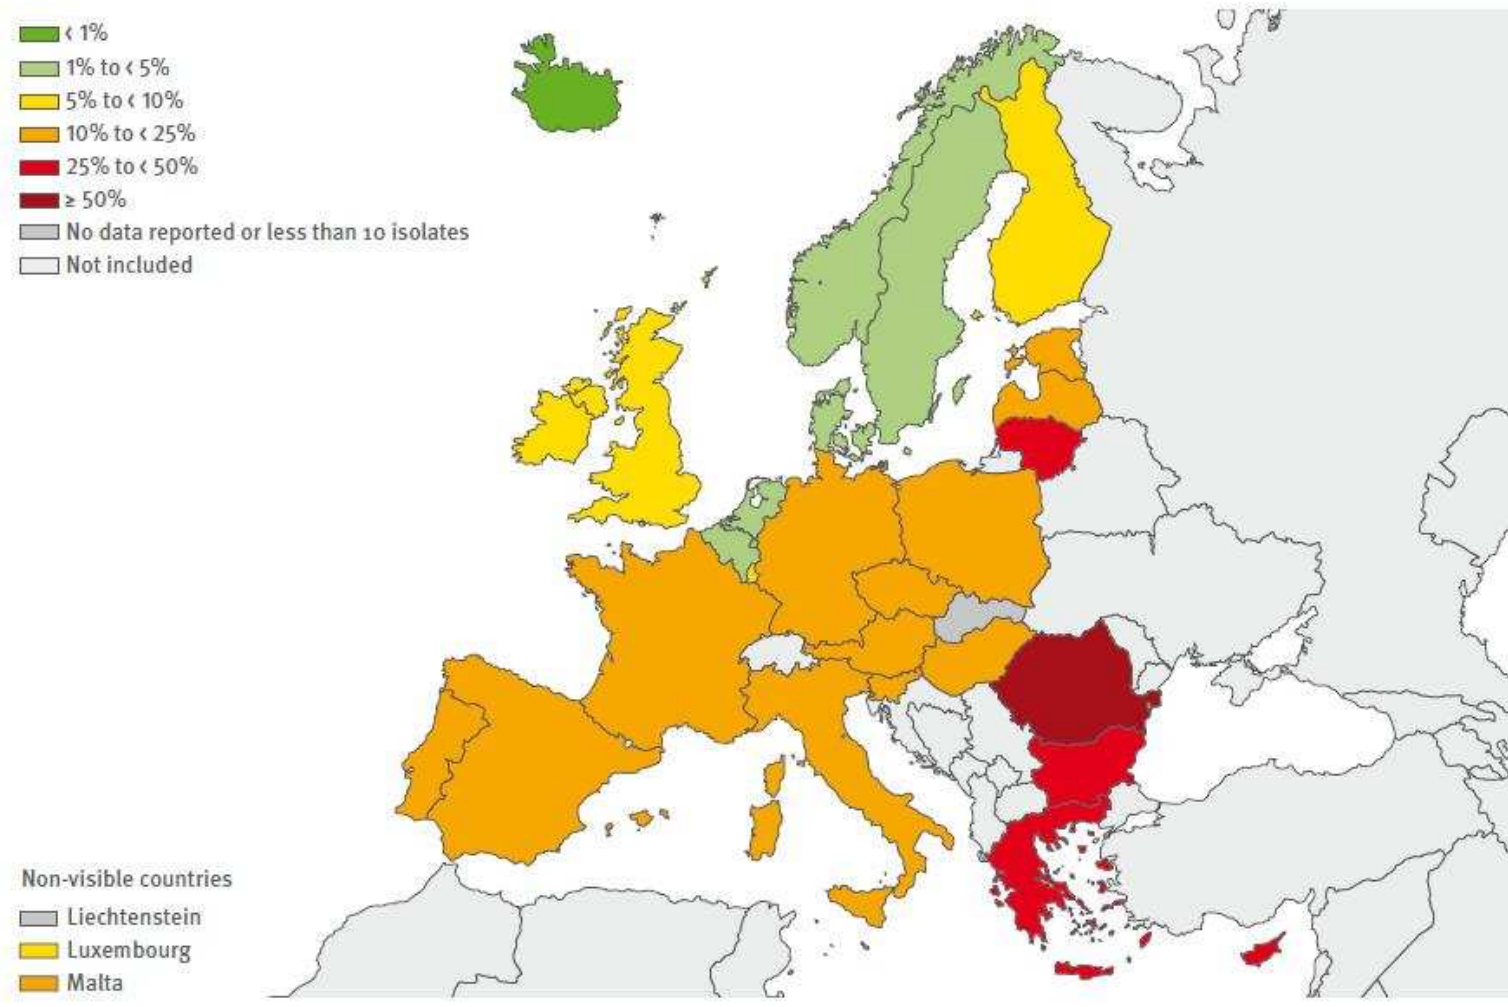 < 1%
1% to < 5%
5% to < 10%
10% to < 25%
25% to < 50%
≥ 50%
No data reported or less than 10 isolates
Not included
Non-visible countries
Liechtenstein
Luxembourg
Malta